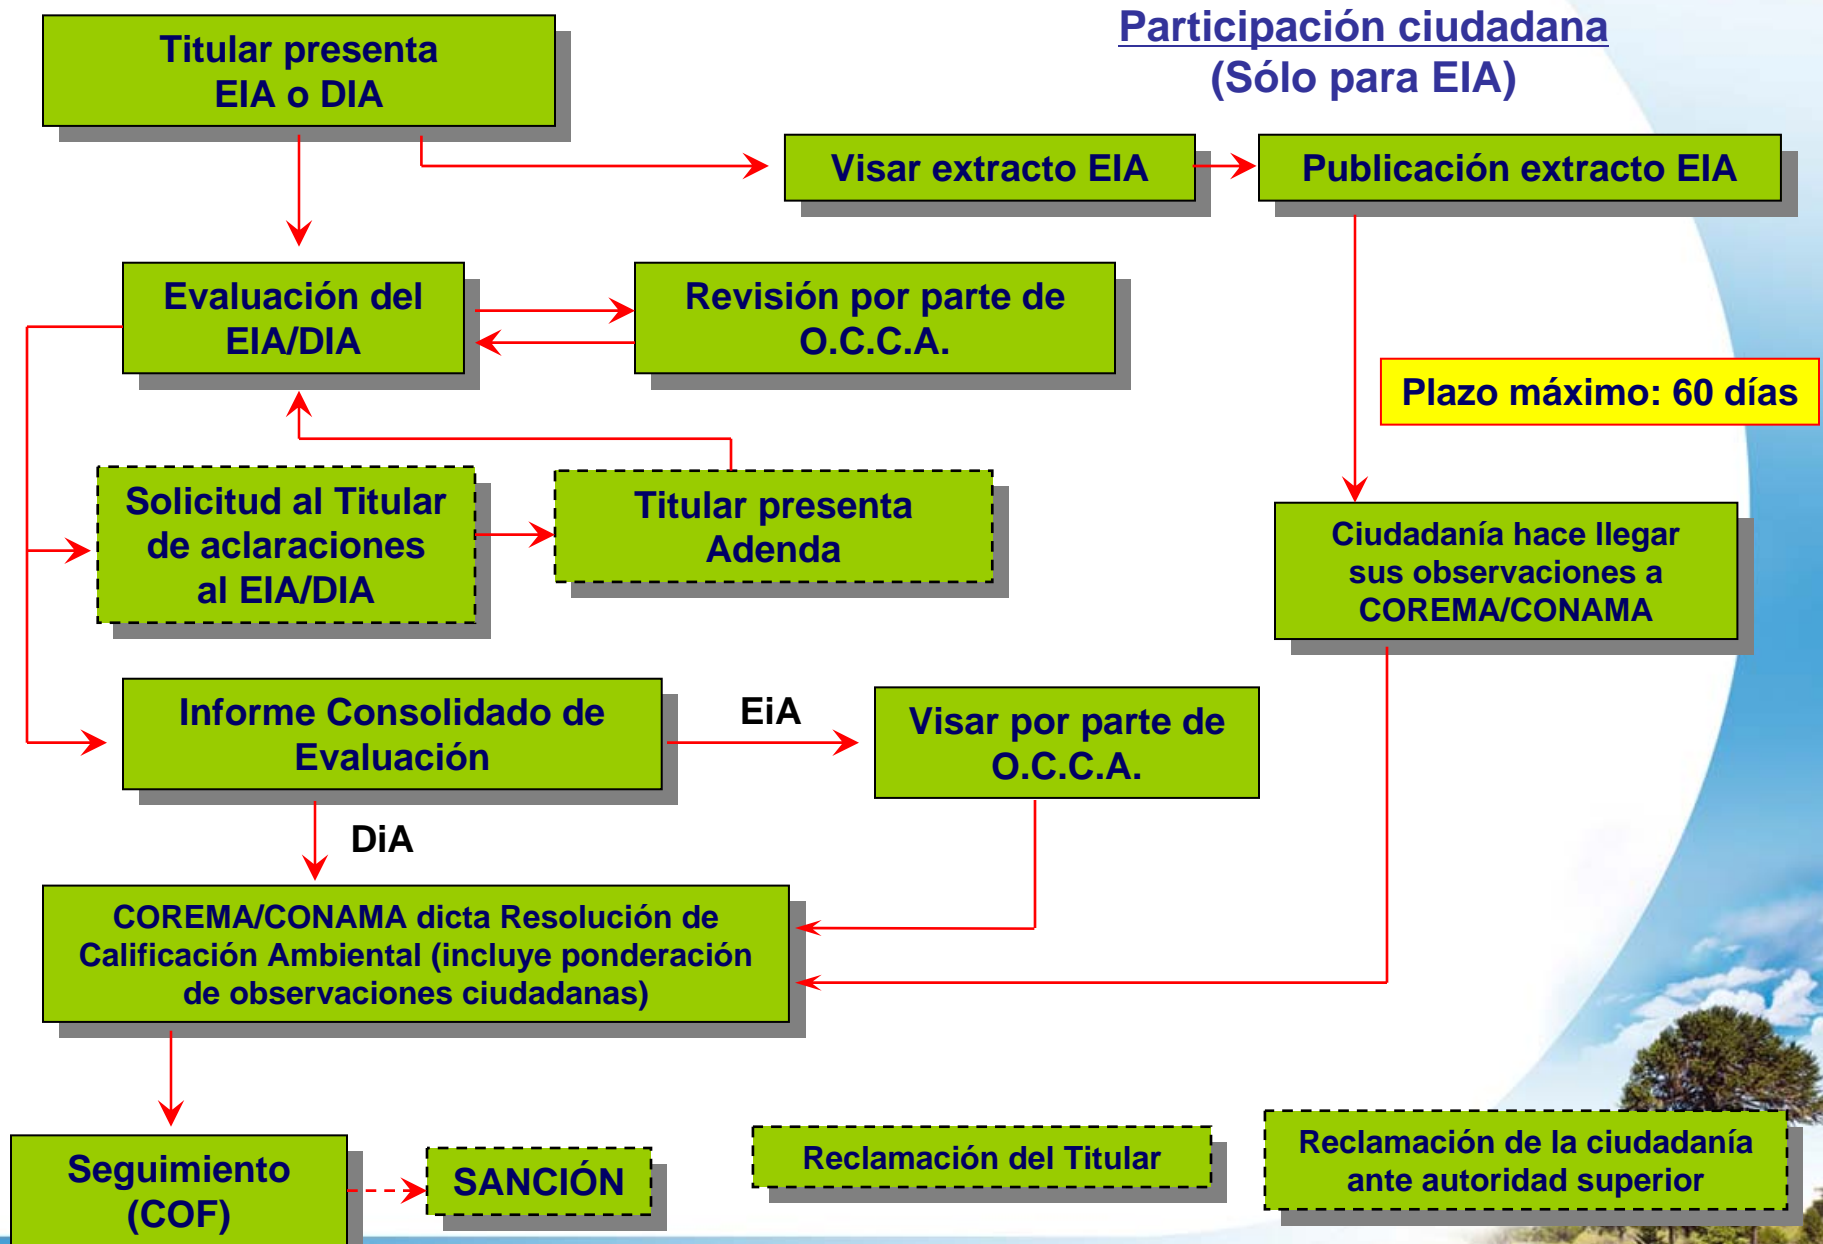 Participación ciudadana
(Sólo para EIA)
Titular presenta
EIA o DIA
Visar extracto EIA
Publicación extracto EIA
Evaluación del
EIA/DIA
Revisión por parte de
O.C.C.A.
Plazo máximo: 60 días
Solicitud al Titular
de aclaraciones
al EIA/DIA
Titular presenta
Adenda
Ciudadanía hace llegar
sus observaciones a
COREMA/CONAMA
Informe Consolidado de
Evaluación
EiA
Visar por parte de
O.C.C.A.
DiA
COREMA/CONAMA dicta Resolución de
Calificación Ambiental (incluye ponderación
de observaciones ciudadanas)
Seguimiento
(COF)
SANCIÓN
Reclamación del Titular
Reclamación de la ciudadanía
ante autoridad superior